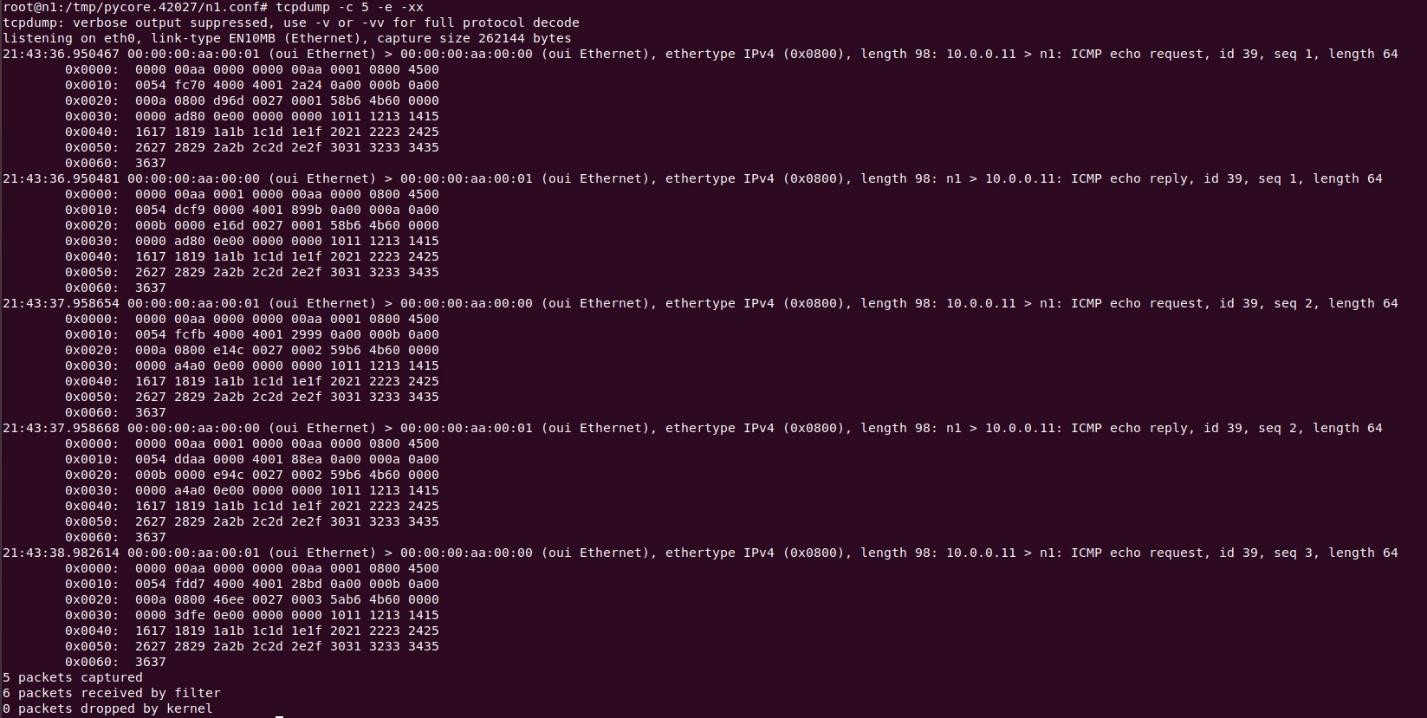 root@n1:/tmp/pycore.42027/n1.conf# tcpdump -c 5 -e -xx
tcpdump: verbose output suppressed, use -v or -vv for full protocol decode
listening on eth0, link-type EN10MB (Ethernet), capture size 262144 bytes
21:43:36.950467 00:00:00:aa:00:01 (oui Ethernet) > 00:00:00:aa:00:00 (oui Ethernet), ethertype IPv4 (0x0800), length 98: 10.0.0.11 > n1: ICMP echo request, id 39, seq 1, length 64
0x0000:  0000 00aa 0000 0000 00aa 0001 0800 4500
0x0010:  0054 fc70 4000 4001 2a24 0a00 000b 0a00
0x0020:  000a 0800 d96d 0027 0001 58b6 4b60 0000
0x0030:  0000 ad80 0e00 0000 0000 1011 1213 1415
0x0040:  1617 1819 1a1b 1c1d 1e1f 2021 2223 2425
0x0050:  2627 2829 2a2b 2c2d 2e2f 3031 3233 3435
0x0060:  3637
21:43:36.950481 00:00:00:aa:00:00 (oui Ethernet) > 00:00:00:aa:00:01 (oui Ethernet), ethertype IPv4 (0x0800), length 98: n1 > 10.0.0.11: ICMP echo reply, id 39, seq 1, length 64
0x0000:  0000 00aa 0001 0000 00aa 0000 0800 4500
0x0010:  0054 dcf9 0000 4001 899b 0a00 000a 0a00
0x0020:  000b 0000 e16d 0027 0001 58b6 4b60 0000
0x0030:  0000 ad80 0e00 0000 0000 1011 1213 1415
0x0040:  1617 1819 1a1b 1c1d 1e1f 2021 2223 2425
0x0050:  2627 2829 2a2b 2c2d 2e2f 3031 3233 3435
0x0060:  3637
21:43:37.958654 00:00:00:aa:00:01 (oui Ethernet) > 00:00:00:aa:00:00 (oui Ethernet), ethertype IPv4 (0x0800), length 98: 10.0.0.11 > n1: ICMP echo request, id 39, seq 2, length 64
0x0000:  0000 00aa 0000 0000 00aa 0001 0800 4500
0x0010:  0054 fcfb 4000 4001 2999 0a00 000b 0a00
0x0020:  000a 0800 e14c 0027 0002 59b6 4b60 0000
0x0030:  0000 a4a0 0e00 0000 0000 1011 1213 1415
0x0040:  1617 1819 1a1b 1c1d 1e1f 2021 2223 2425
0x0050:  2627 2829 2a2b 2c2d 2e2f 3031 3233 3435
0x0060:  3637
21:43:37.958668 00:00:00:aa:00:00 (oui Ethernet) > 00:00:00:aa:00:01 (oui Ethernet), ethertype IPv4 (0x0800), length 98: n1 > 10.0.0.11: ICMP echo reply, id 39, seq 2, length 64
0x0000:  0000 00aa 0001 0000 00aa 0000 0800 4500
0x0010:  0054 ddaa 0000 4001 88ea 0a00 000a 0a00
0x0020:  000b 0000 e94c 0027 0002 59b6 4b60 0000
0x0030:  0000 a4a0 0e00 0000 0000 1011 1213 1415
0x0040:  1617 1819 1a1b 1c1d 1e1f 2021 2223 2425
0x0050:  2627 2829 2a2b 2c2d 2e2f 3031 3233 3435
0x0060:  3637
21:43:38.982614 00:00:00:aa:00:01 (oui Ethernet) > 00:00:00:aa:00:00 (oui Ethernet), ethertype IPv4 (0x0800), length 98: 10.0.0.11 > n1: ICMP echo request, id 39, seq 3, length 64
0x0000:  0000 00aa 0000 0000 00aa 0001 0800 4500
0x0010:  0054 fdd7 4000 4001 28bd 0a00 000b 0a00
0x0020:  000a 0800 46ee 0027 0003 5ab6 4b60 0000
0x0030:  0000 3dfe 0e00 0000 0000 1011 1213 1415
0x0040:  1617 1819 1a1b 1c1d 1e1f 2021 2223 2425
0x0050:  2627 2829 2a2b 2c2d 2e2f 3031 3233 3435
0x0060:  3637
5 packets captured
6 packets received by filter
0 packets dropped by kernel